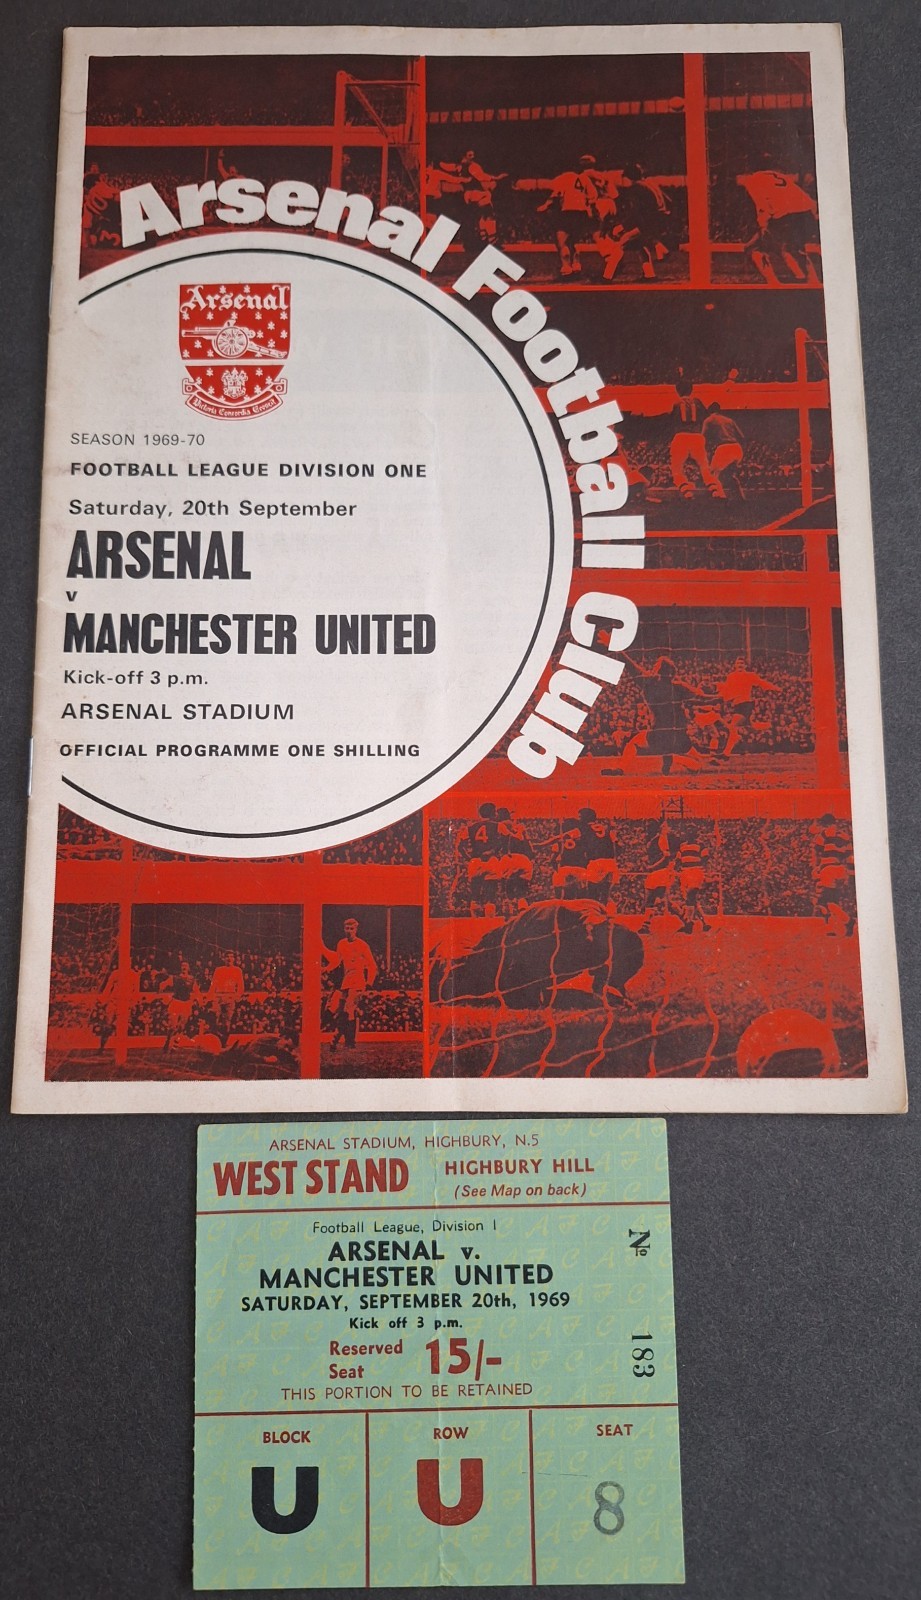 Arsenal Football Club
Arsenal
Victoria Concordia Crescit
SEASON 1969-70
FOOTBALL LEAGUE DIVISION ONE
Saturday, 20th September
ARSENAL
v
MANCHESTER UNITED
Kick-off 3 p.m.
ARSENAL STADIUM
OFFICIAL PROGRAMME ONE SHILLING
ARSENAL STADIUM, HIGHBURY, N.5
WEST STAND
HIGHBURY HILL
(See Map on back)
Football League, Division I
ARSENAL v.
MANCHESTER UNITED
SATURDAY, SEPTEMBER 20th, 1969
Kick off 3 p.m.
Reserved Seat 15/-
THIS PORTION TO BE RETAINED
No 183
BLOCK ROW SEAT
U U 8